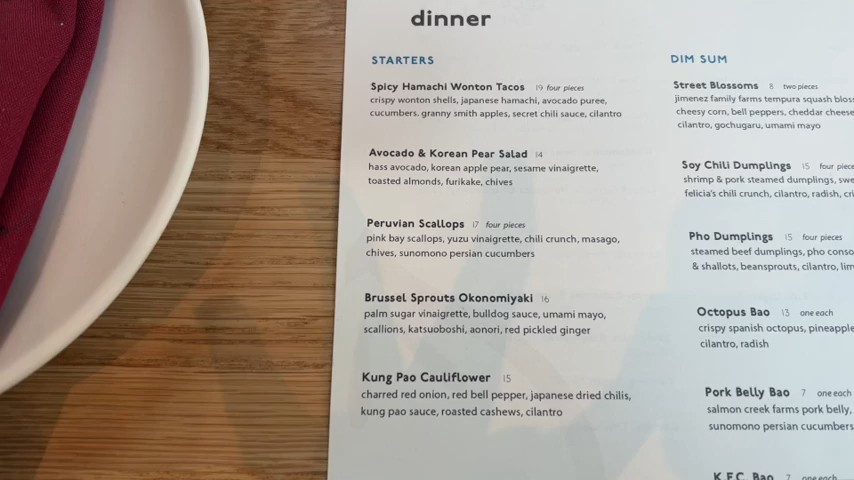 dinner
STARTERS
Spicy Hamachi Wonton Tacos 19 four pieces
crispy wonton shells, japanese hamachi, avocado puree,
cucumbers. granny smith apples, secret chili sauce, cilantro
Avocado & Korean Pear Salad 14
hass avocado, korean apple pear, sesame vinaigrette,
toasted almonds, furikake, chives
Peruvian Scallops 17 four pieces
pink bay scallops, yuzu vinaigrette, chili crunch, masago,
chives, sunomono persian cucumbers
Brussel Sprouts Okonomiyaki 16
palm sugar vinaigrette, bulldog sauce, umami mayo,
scallions, katsuoboshi, aonori, red pickled ginger
Kung Pao Cauliflower 15
charred red onion, red bell pepper, japanese dried chilis,
kung pao sauce, roasted cashews, cilantro
DIM SUM
Street Blossoms 8 two pieces
jimenez family farms tempura squash
cheesy corn, bell peppers, cheddar cheese
cilantro, gochugaru, umami mayo
Soy Chili Dumplings 15 four
shrimp & pork steamed dumplings,
felicia's chili crunch, cilantro, radish,
Pho Dumplings 15 four pieces
steamed beef dumplings, pho
& shallots, beansprouts, cilantro,
Octopus Bao 13 one each
crispy spanish octopus, pineapple
cilantro, radish
Pork Belly Bao 7 one each
salmon creek farms pork belly,
sunomono persian cucumbers
K.F.C. Bao 7 one each